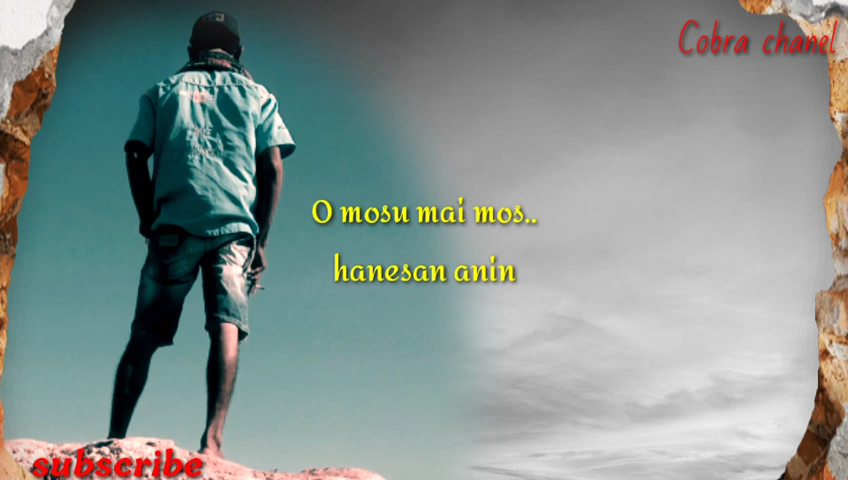 Cobra chanel
O mosu mai mos..
hanesan anin
subscribe